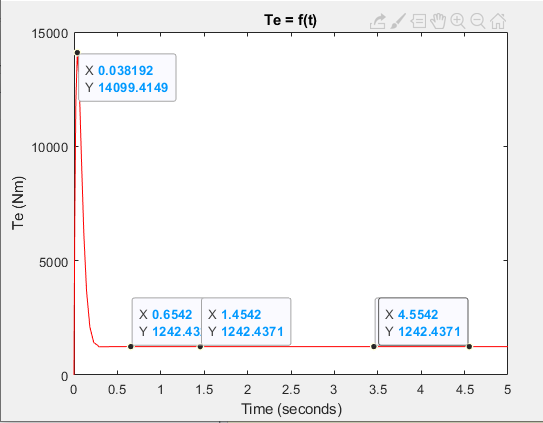 Te = f(t)
15000
X 0.038192
Y 14099.4149
10000
Te (Nm)
5000
X 0.6542
Y 1242.43
X 1.4542
Y 1242.4371
X 4.5542
Y 1242.4371
0
0 0.5 1 1.5 2 2.5 3 3.5 4 4.5 5
Time (seconds)